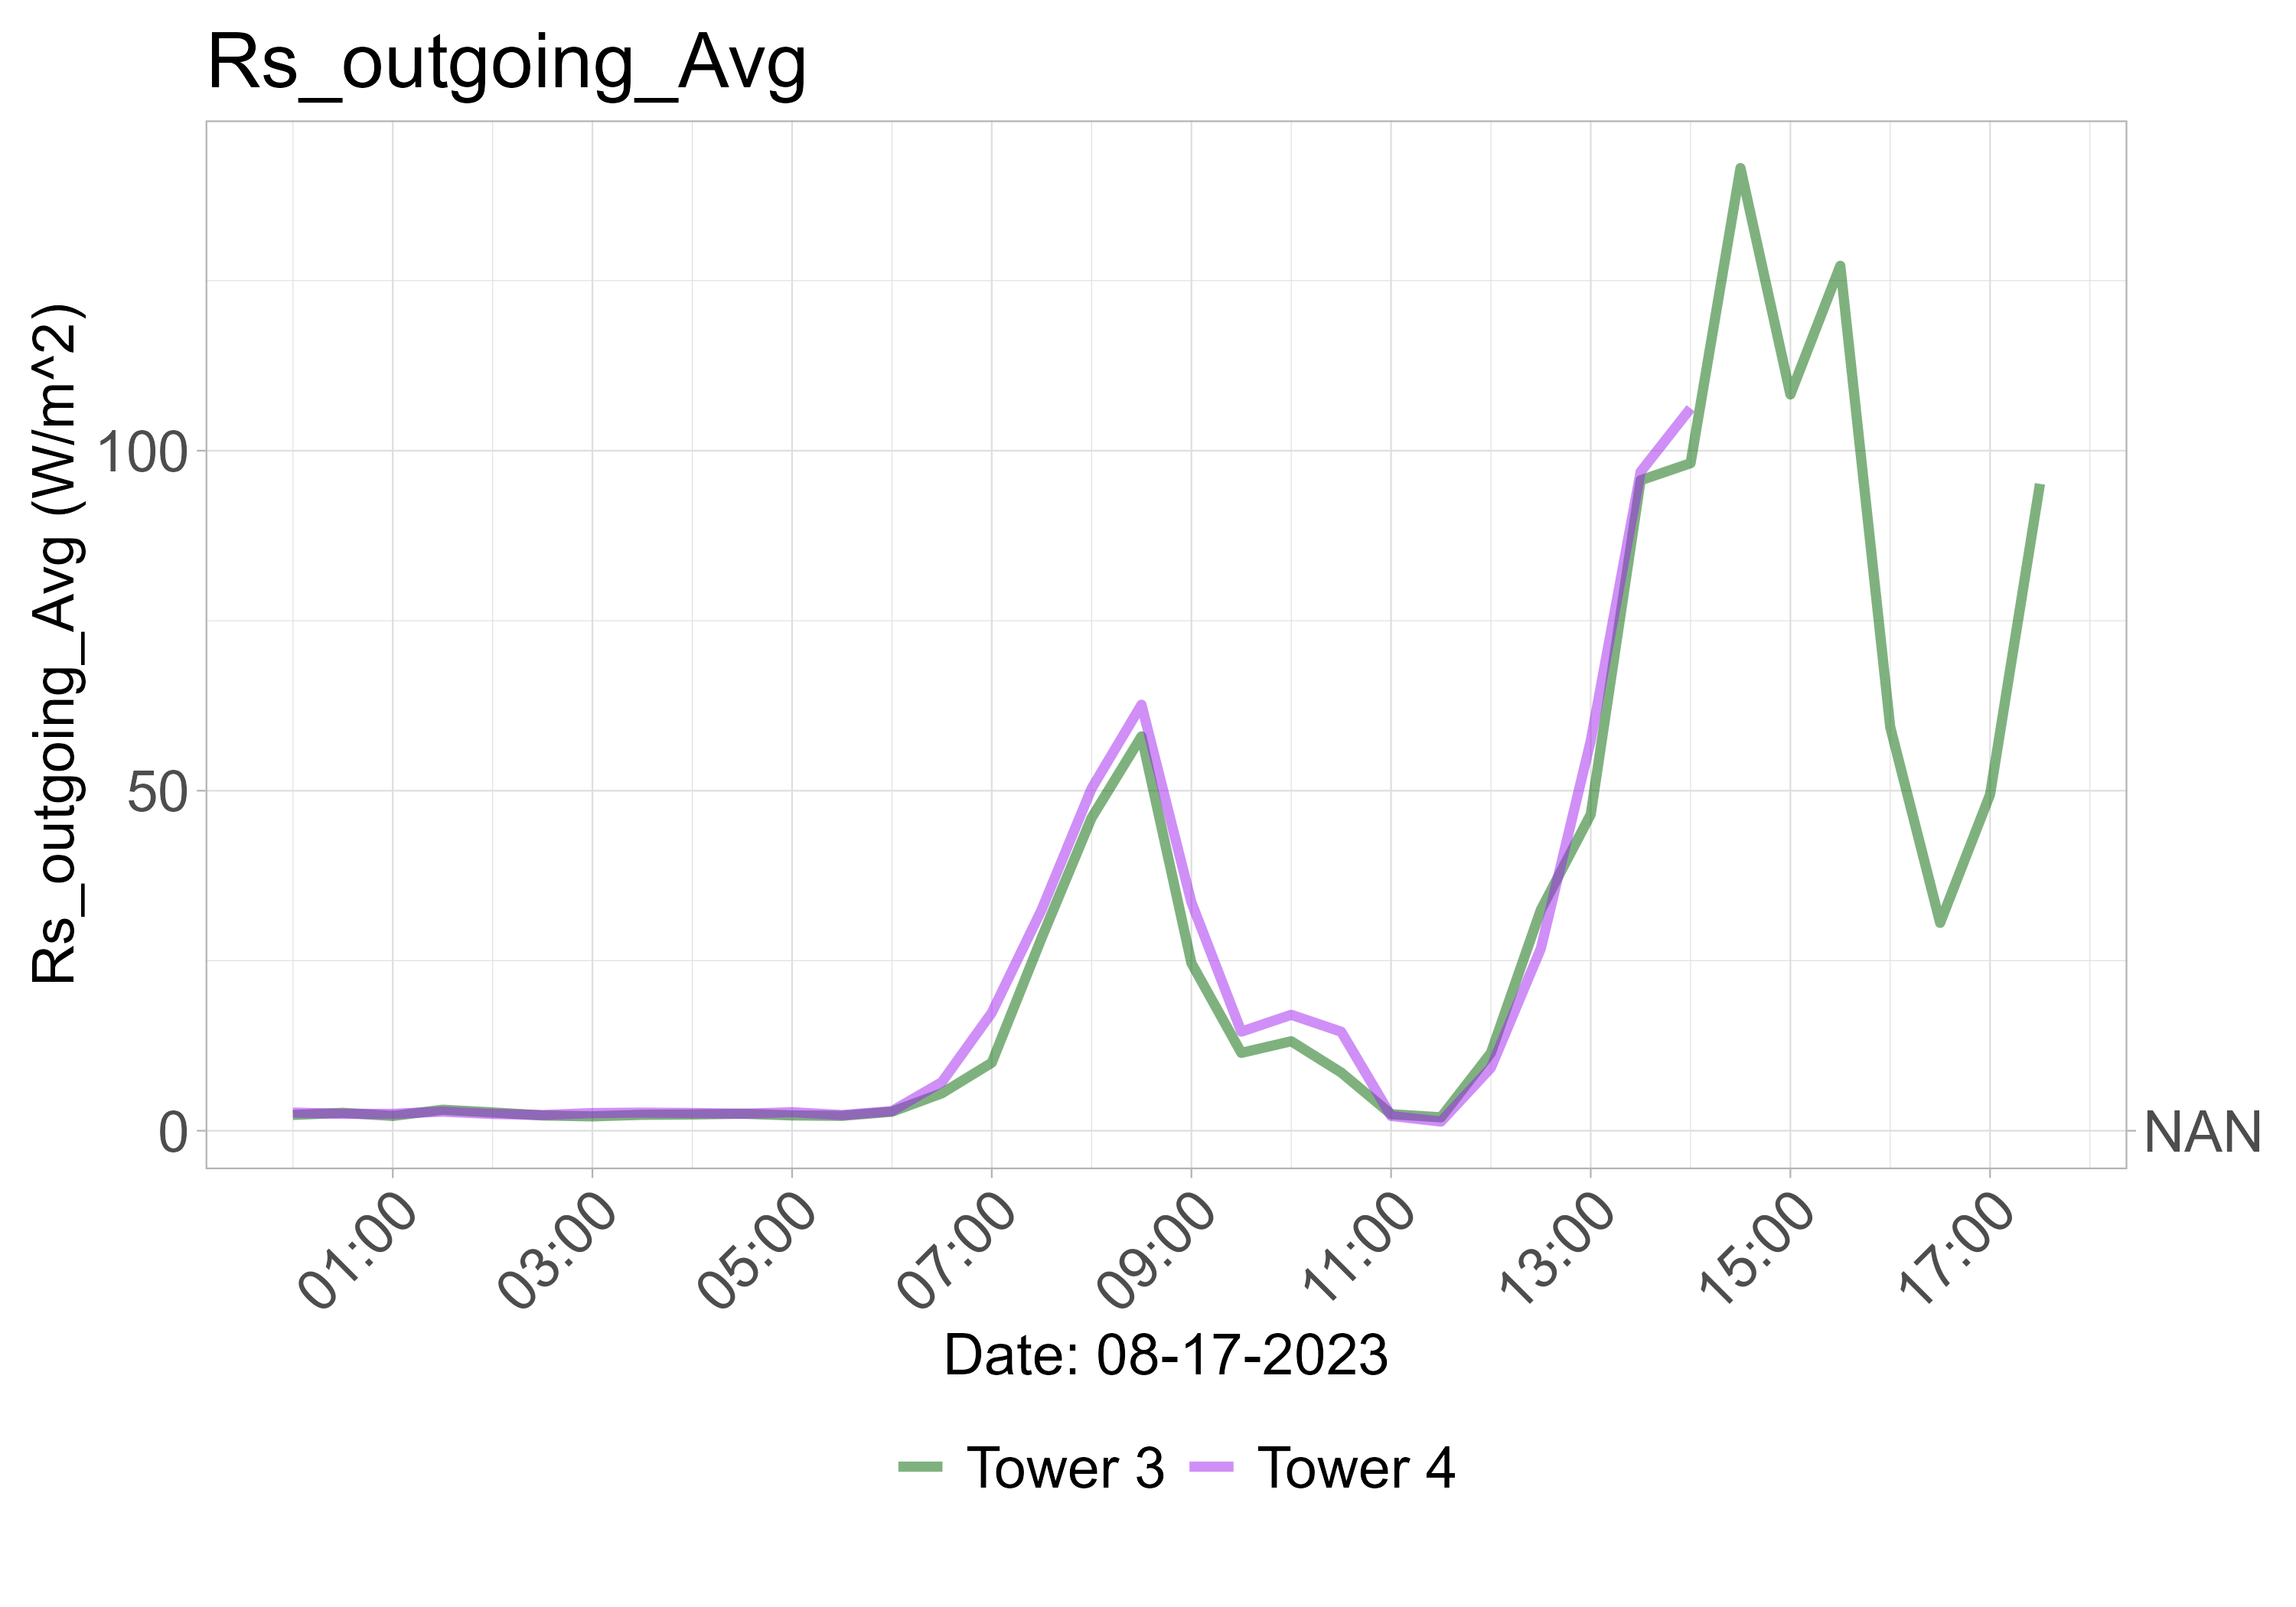 Rs_outgoing_Avg
Rs_outgoing_Avg (W/m^2)
100
50
0
NAN
01:00
03:00
05:00
07:00
09:00
11:00
13:00
15:00
17:00
Date: 08-17-2023
Tower 3
Tower 4